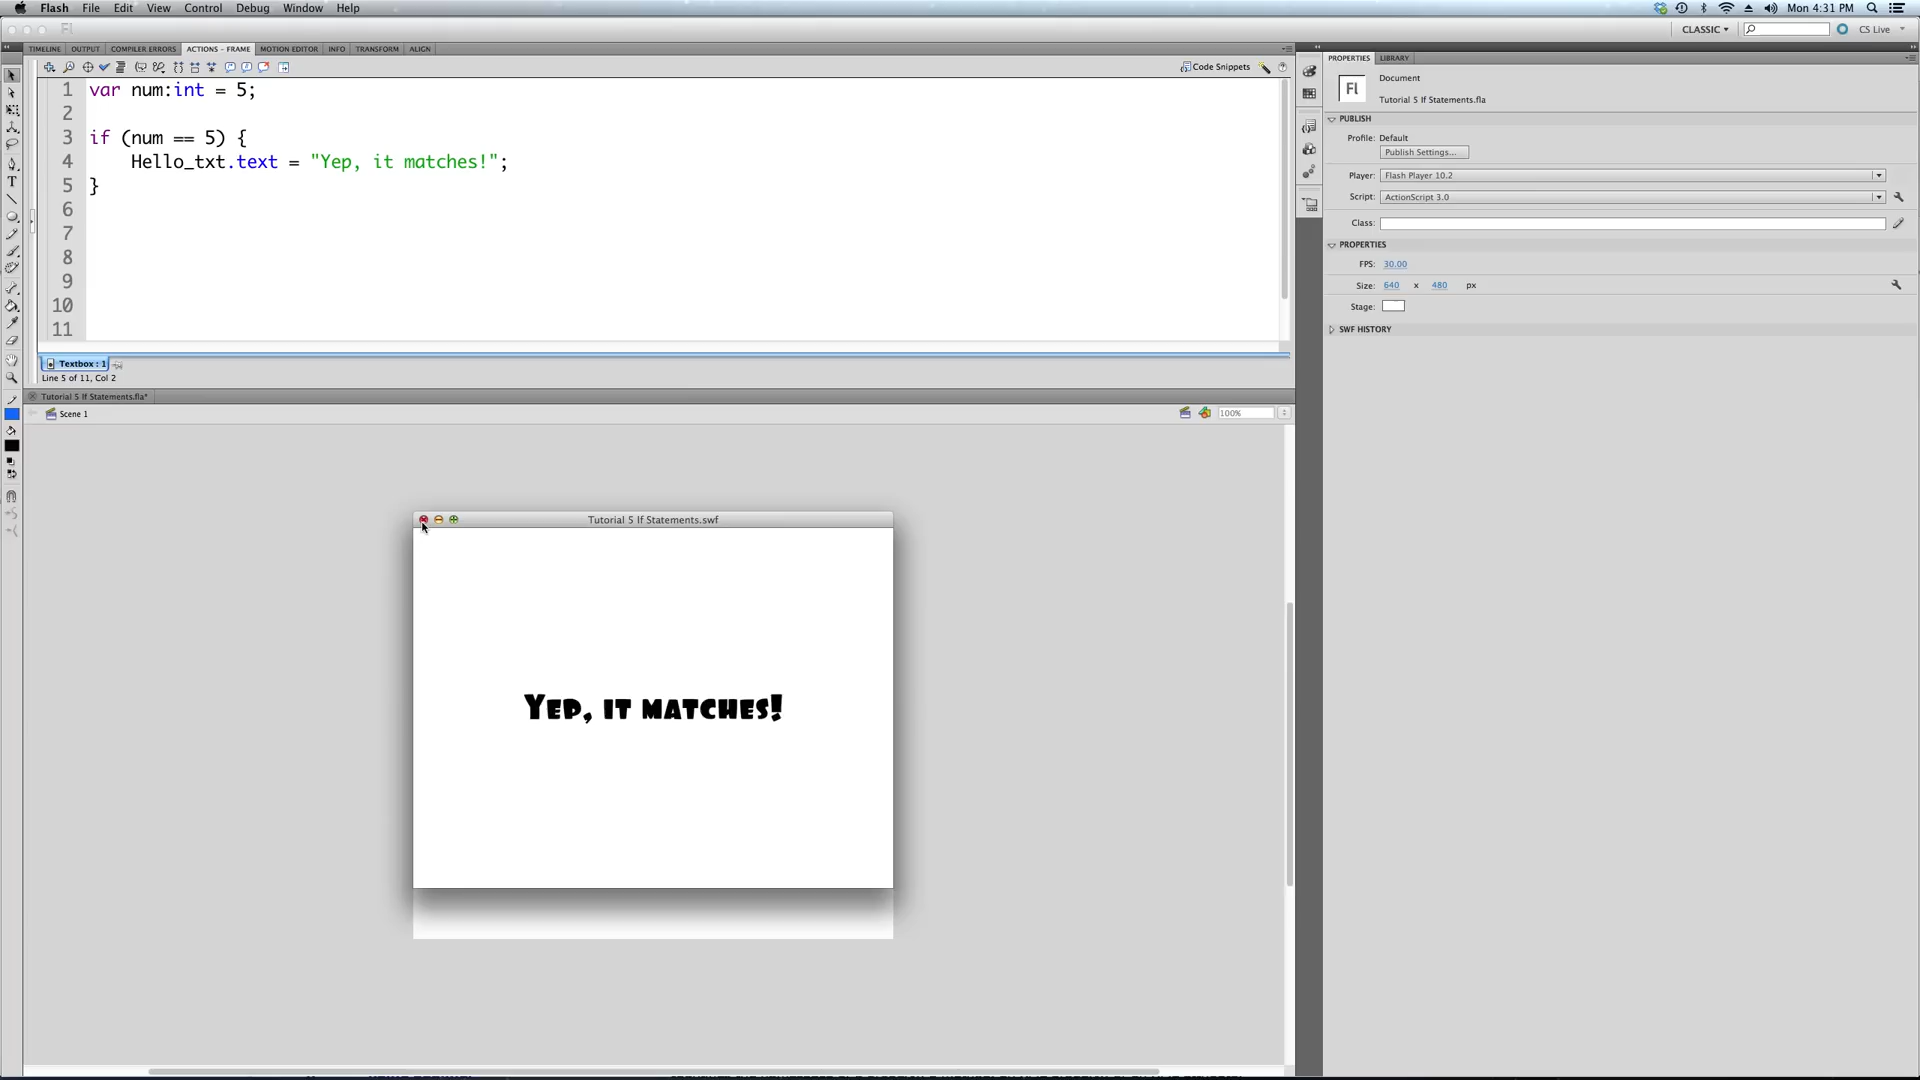 Flash File Edit View Control Debug Window Help Mon 4:31 PM
Fl CLASSIC CS Live
TIMELINE OUTPUT COMPILER ERRORS ACTIONS - FRAME MOTION EDITOR INFO TRANSFORM ALIGN
Code Snippets
1 var num:int = 5;
2
3 if (num == 5) {
4 Hello_txt.text = "Yep, it matches!";
5 }
6
7
8
9
10
11
Textbox : 1
Line 5 of 11, Col 2
Tutorial 5 If Statements.fla*
Scene 1 100%
Tutorial 5 If Statements.swf
Yep, it matches!
PROPERTIES LIBRARY
Fl
Document
Tutorial 5 If Statements.fla
PUBLISH
Profile: Default
Publish Settings...
Player: Flash Player 10.2
Script: ActionScript 3.0
Class:
PROPERTIES
FPS: 30.00
Size: 640 x 480 px
Stage:
SWF HISTORY